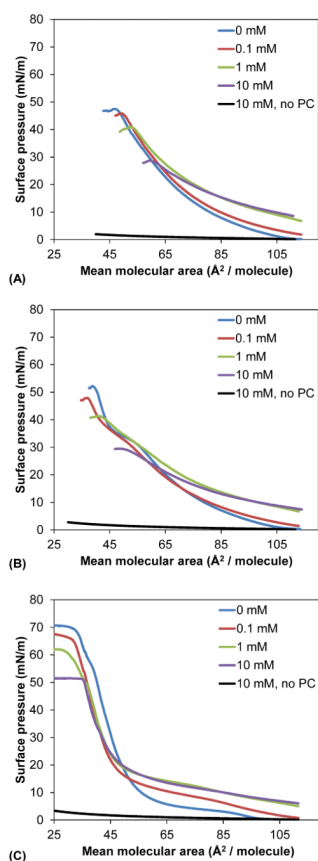 80
70
60
50
40
30
20
10
0
Surface pressure (mN/m)
0 mM
0.1 mM
1 mM
10 mM
10 mM, no PC
25 45 65 85 105
Mean molecular area (Å² / molecule)
(A)
80
70
60
50
40
30
20
10
0
Surface pressure (mN/m)
0 mM
0.1 mM
1 mM
10 mM
10 mM, no PC
25 45 65 85 105
Mean molecular area (Å² / molecule)
(B)
80
70
60
50
40
30
20
10
0
Surface pressure (mN/m)
0 mM
0.1 mM
1 mM
10 mM
10 mM, no PC
25 45 65 85 105
Mean molecular area (Å² / molecule)
(C)